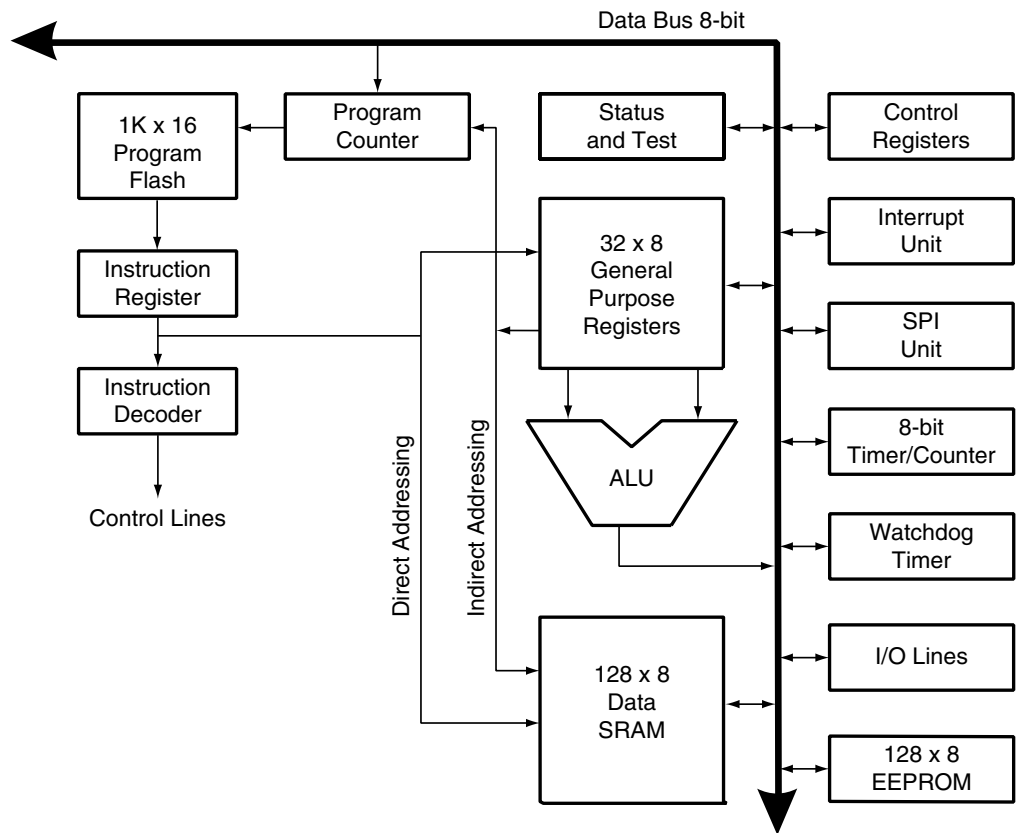 Data Bus 8-bit
1K x 16
Program
Flash
Program
Counter
Status
and Test
Control
Registers
Instruction
Register
32 x 8
General
Purpose
Registers
Interrupt
Unit
SPI
Unit
Instruction
Decoder
8-bit
Timer/Counter
ALU
Control Lines
Direct Addressing
Indirect Addressing
Watchdog
Timer
128 x 8
Data
SRAM
I/O Lines
128 x 8
EEPROM